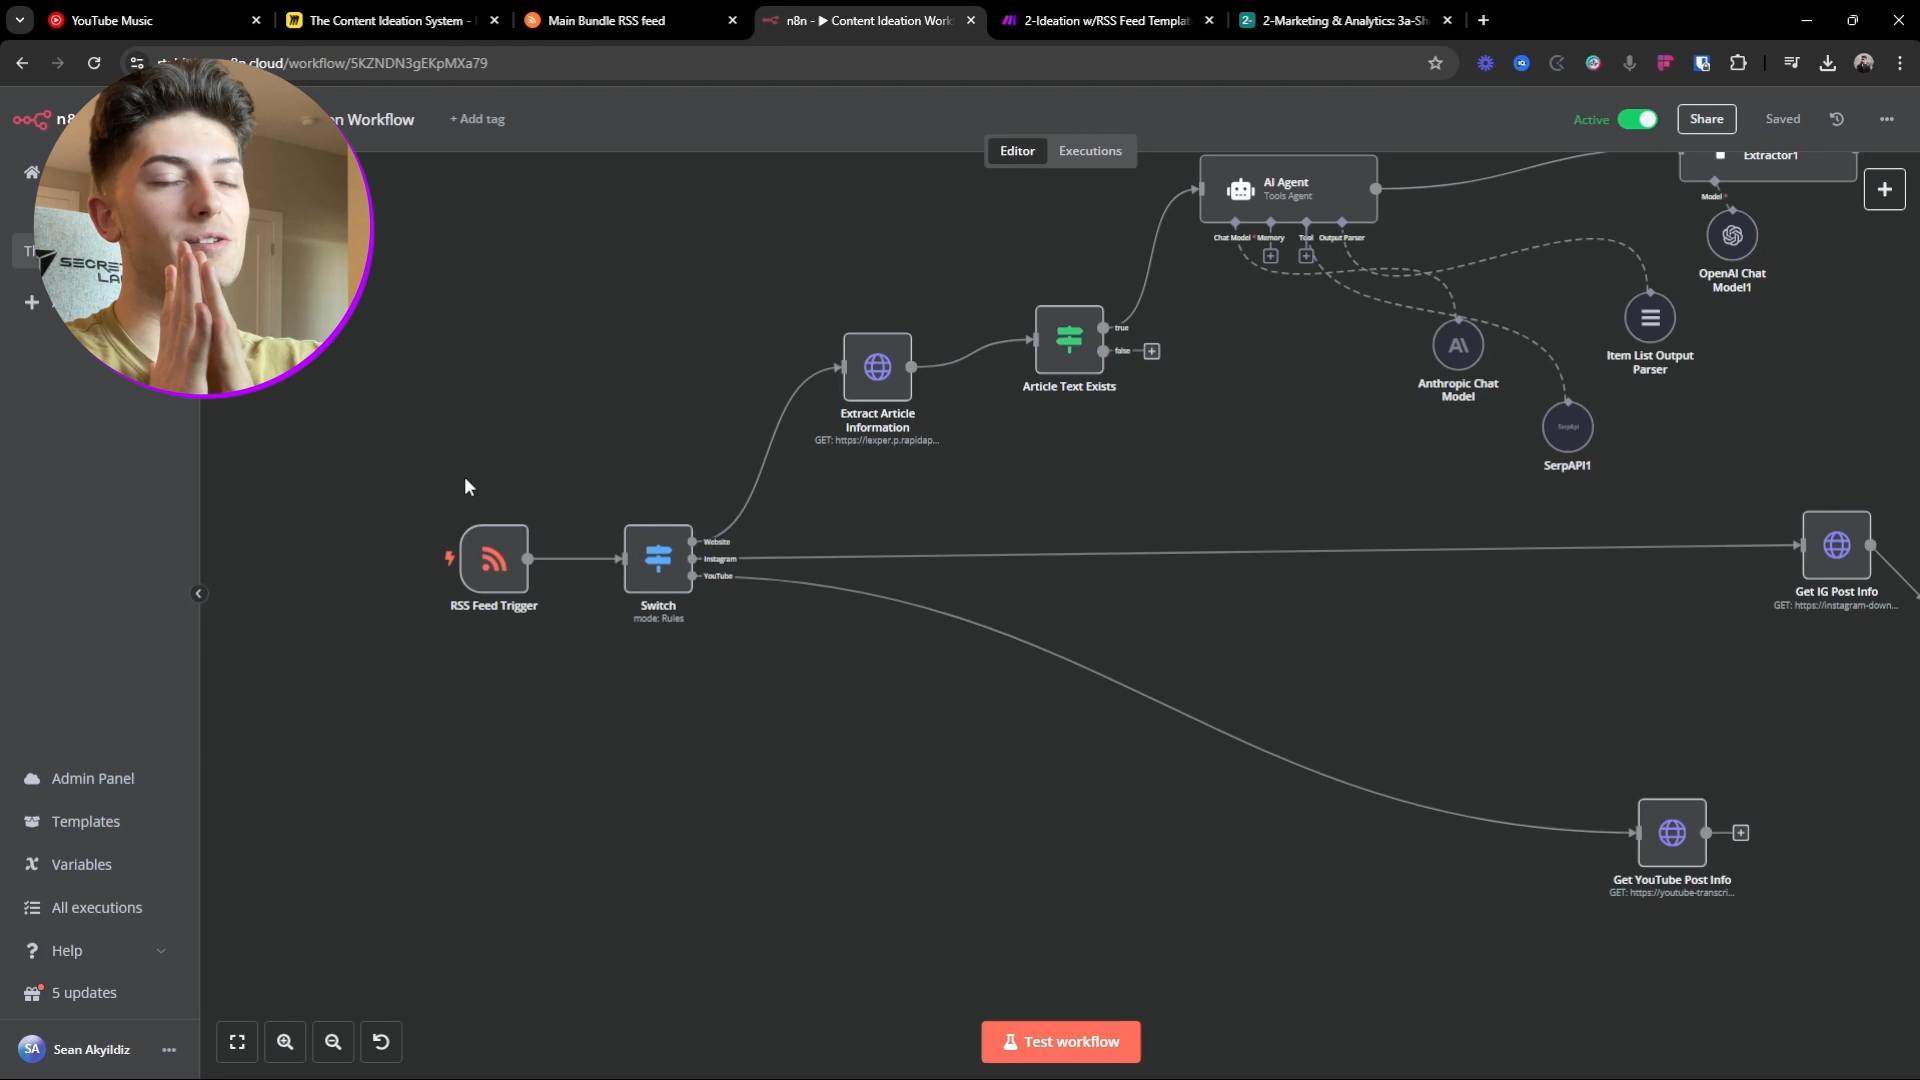 YouTube Music
The Content Ideation System -
Main Bundle RSS feed
n8n - ▶ Content Ideation Work
2-Ideation w/RSS Feed Templat
2-Marketing & Analytics: 3a-Sh
cloud/workflow/5KZNDN3gEKpMXa79
n Workflow
+ Add tag
Active
Share
Saved
Editor
Executions
SECRET
LA
AI Agent
Tools Agent
Chat Model *
Memory
Tool
Output Parser
Extractor1
Model *
OpenAI Chat
Model1
Item List Output
Parser
Anthropic Chat
Model
SerpApi
SerpAPI1
true
false
Article Text Exists
Extract Article
Information
GET: https://lexper.p.rapidap...
RSS Feed Trigger
Switch
mode: Rules
Website
Instagram
YouTube
Get IG Post Info
GET: https://instagram-down...
Get YouTube Post Info
GET: https://youtube-transcri...
Admin Panel
Templates
Variables
All executions
Help
5 updates
SA
Sean Akyildiz
Test workflow